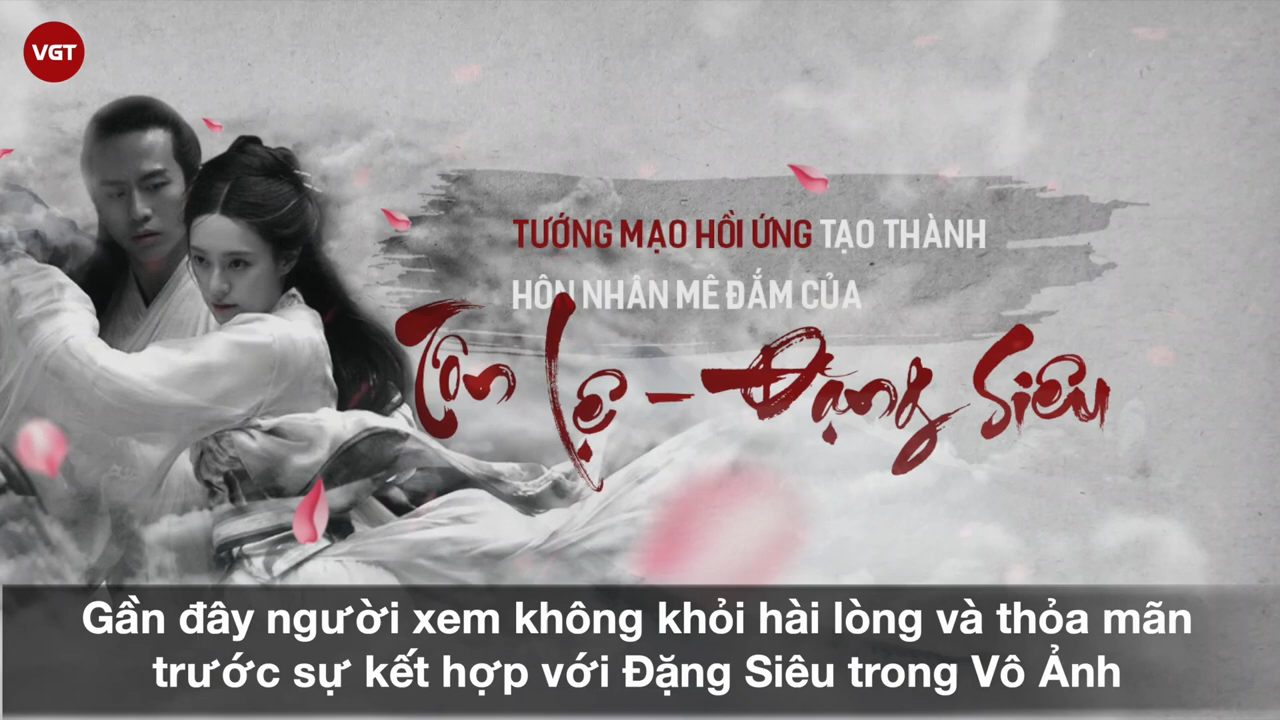 VGT
TƯỚNG MẠO HỒI ỨNG TẠO THÀNH
HÔN NHÂN MÊ ĐẮM CỦA
Tôn Lệ - Đặng Siêu
Gần đây người xem không khỏi hài lòng và thỏa mãn
trước sự kết hợp với Đặng Siêu trong Vô Ảnh